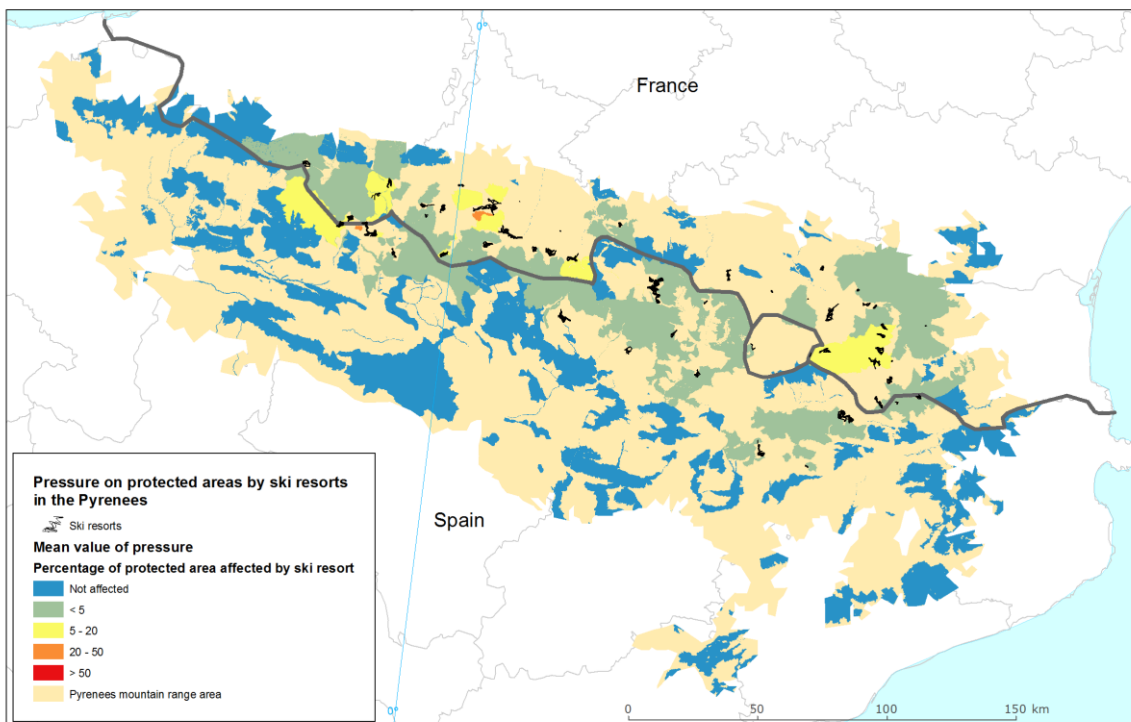 0°
France
Spain
Pressure on protected areas by ski resorts
in the Pyrenees
Ski resorts
Mean value of pressure
Percentage of protected area affected by ski resort
Not affected
< 5
5 - 20
20 - 50
> 50
Pyrenees mountain range area
0°
0 50 100 150 km